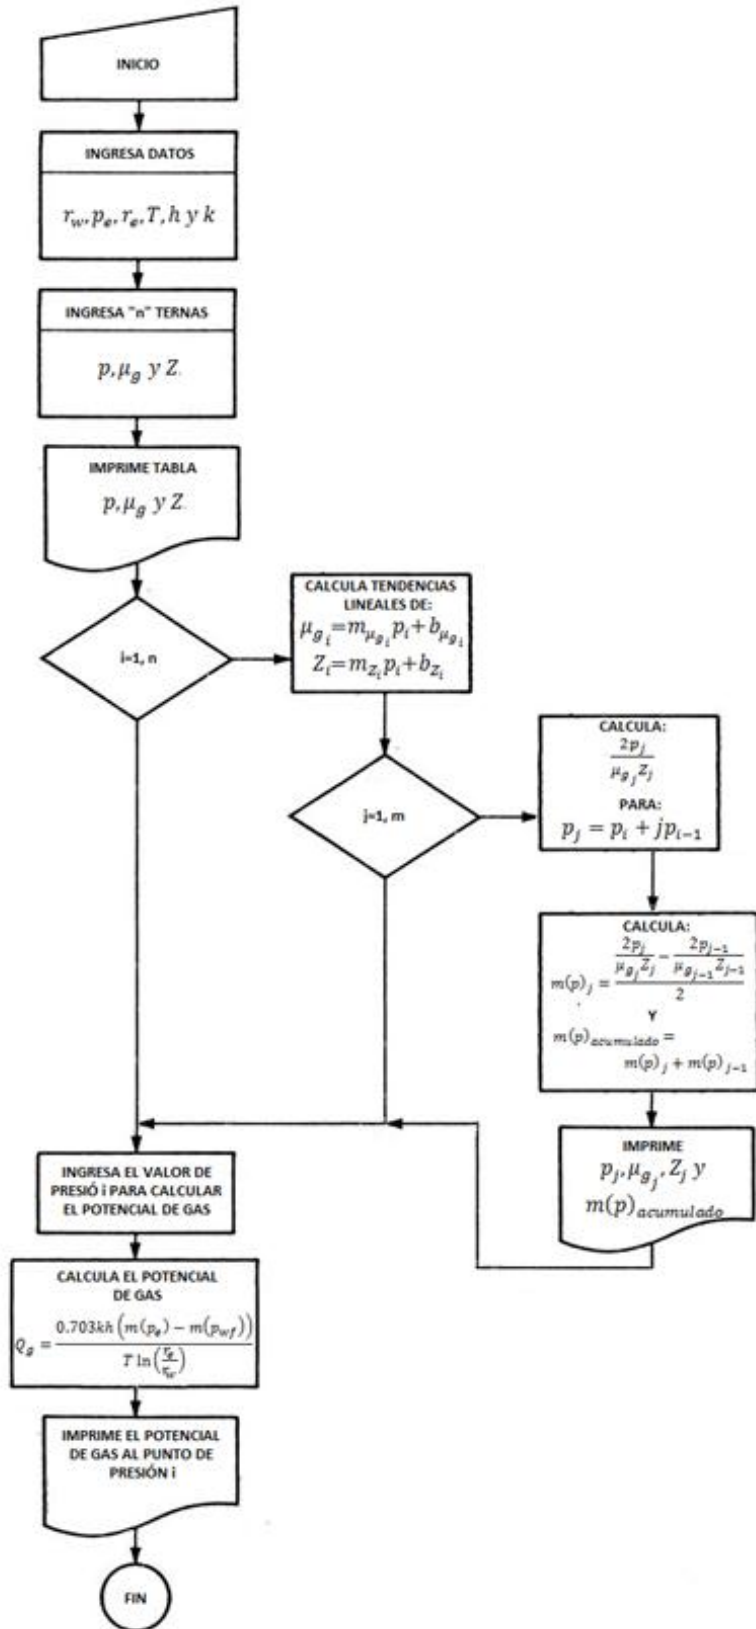 INICIO
INGRESA DATOS
r_w, p_e, r_e, T, h y k
INGRESA "n" TERNAS
p, μ_g y Z
IMPRIME TABLA
p, μ_g y Z
i=1, n
CALCULA TENDENCIAS
LINEALES DE:
μ_{g_i}=m_{μ_{g_i}} p_i+b_{μ_{g_i}}
Z_i=m_{Z_i} p_i+b_{Z_i}
j=1, m
CALCULA:
2p_j
μ_{g_j} Z_j
PARA:
p_j = p_i + jp_{i-1}
CALCULA:
m(p)_j = (2p_j/(μ_{g_j} Z_j) − 2p_{j-1}/(μ_{g_{j-1}} Z_{j-1}))/2
Y
m(p)_{acumulado} =
m(p)_j + m(p)_{j-1}
IMPRIME
p_j, μ_{g_j}, Z_j y
m(p)_{acumulado}
INGRESA EL VALOR DE
PRESIÓ i PARA CALCULAR
EL POTENCIAL DE GAS
CALCULA EL POTENCIAL
DE GAS
Q_g = 0.703kh (m(p_e) − m(p_{wf})) / T ln(r_e/r_w)
IMPRIME EL POTENCIAL
DE GAS AL PUNTO DE
PRESIÓN i
FIN